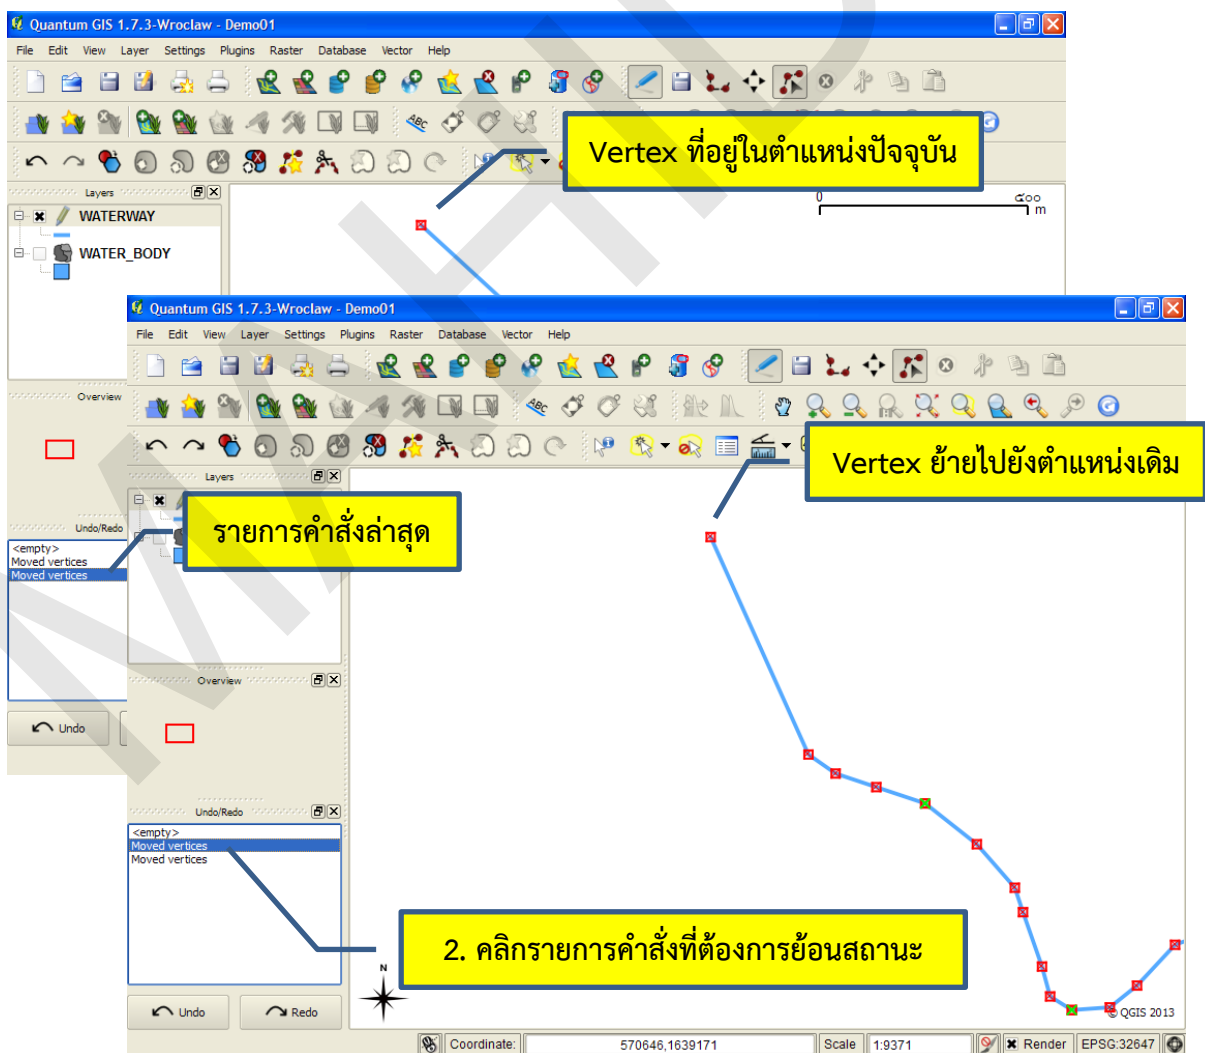 Quantum GIS 1.7.3-Wroclaw - Demo01
File Edit View Layer Settings Plugins Raster Database Vector Help
ABC
Vertex ที่อยู่ในตำแหน่งปัจจุบัน
Layers
WATERWAY
WATER_BODY
0 ๕๐๐
m
Quantum GIS 1.7.3-Wroclaw - Demo01
File Edit View Layer Settings Plugins Raster Database Vector Help
Overview
ABC
Vertex ย้ายไปยังตำแหน่งเดิม
Layers
รายการคำสั่งล่าสุด
Undo/Redo
<empty>
Moved vertices
Moved vertices
Overview
Undo
Undo/Redo
<empty>
Moved vertices
Moved vertices
2. คลิกรายการคำสั่งที่ต้องการย้อนสถานะ
N
Undo Redo
© QGIS 2013
Coordinate: 570646,1639171 Scale 1:9371 Render EPSG:32647
MAHID